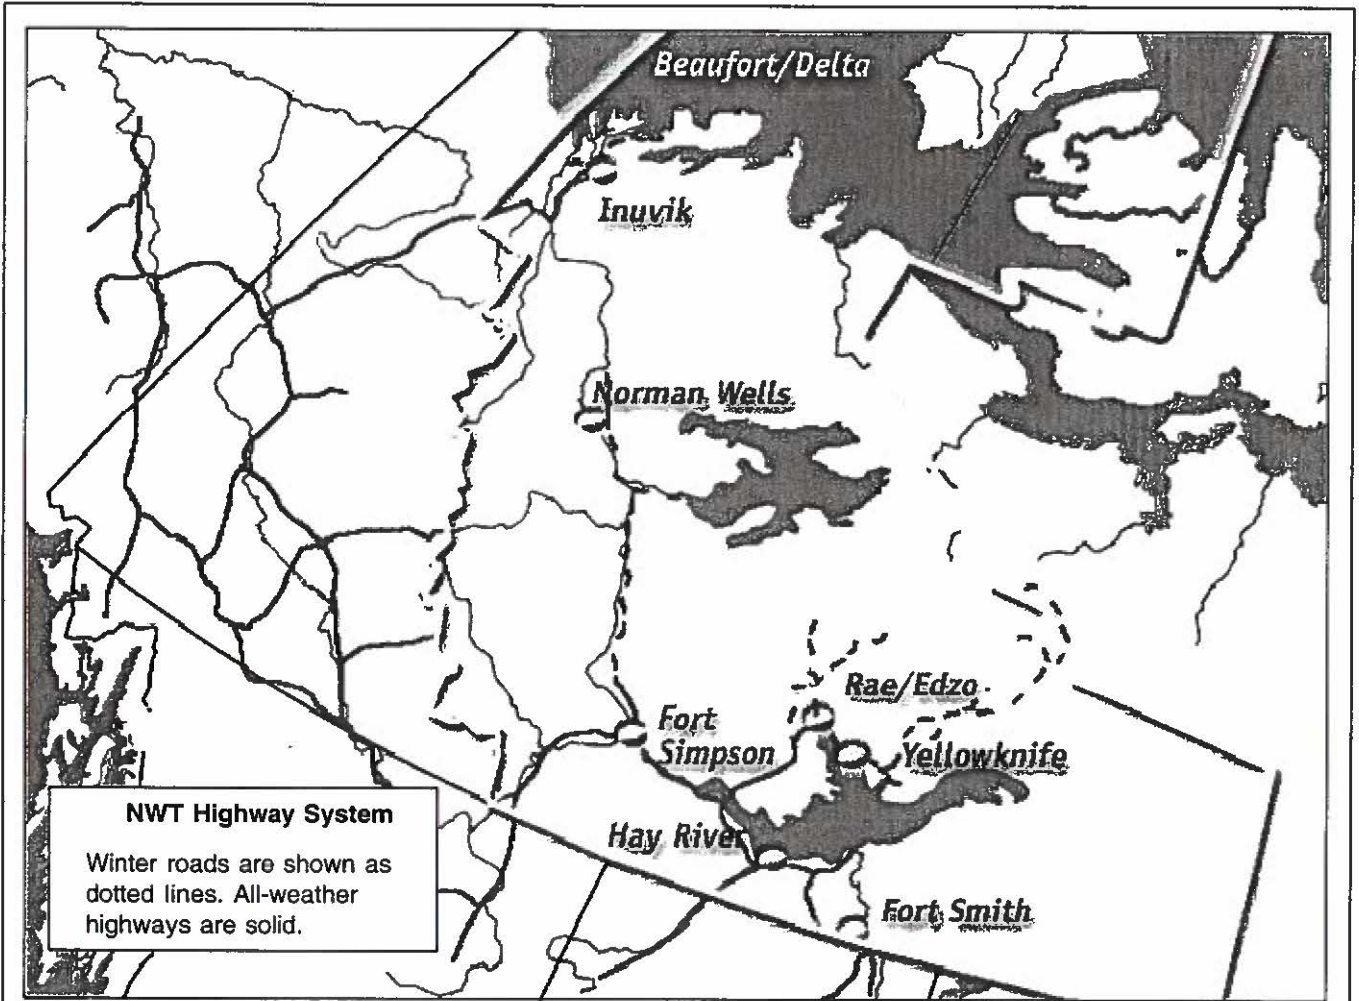 Beaufort/Delta
Inuvik
Norman Wells
Rae/Edzo
Fort
Simpson
Yellowknife
NWT Highway System
Hay River
Winter roads are shown as
dotted lines. All-weather
highways are solid.
Fort Smith